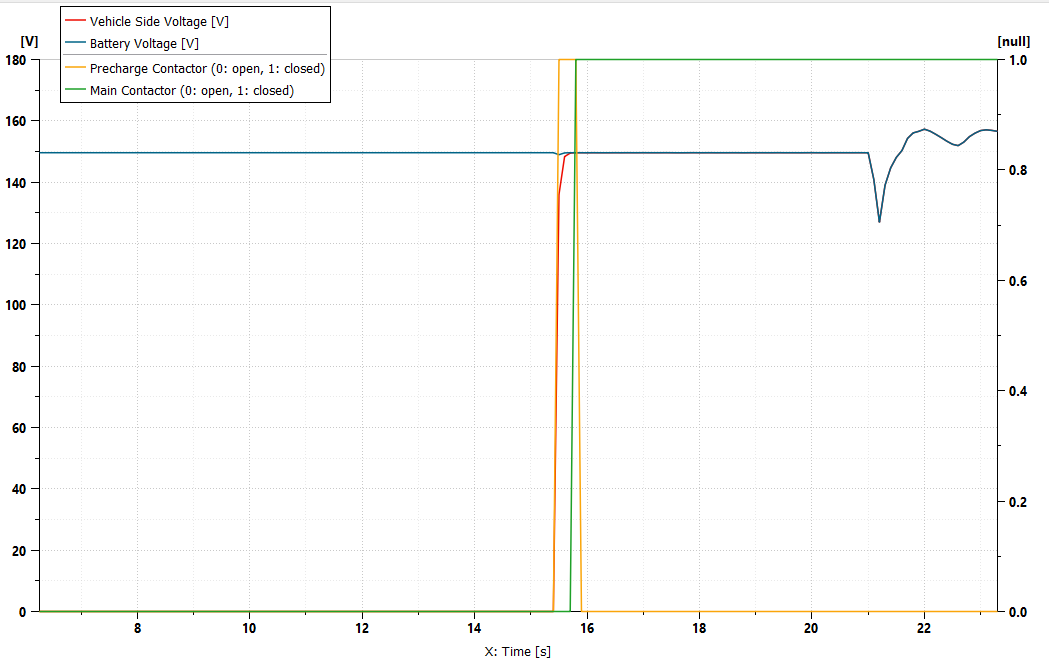 Vehicle Side Voltage [V]
Battery Voltage [V]
Precharge Contactor (0: open, 1: closed)
Main Contactor (0: open, 1: closed)
[V]
[null]
180
160
140
120
100
80
60
40
20
0
1.0
0.8
0.6
0.4
0.2
0.0
8 10 12 14 16 18 20 22
X: Time [s]